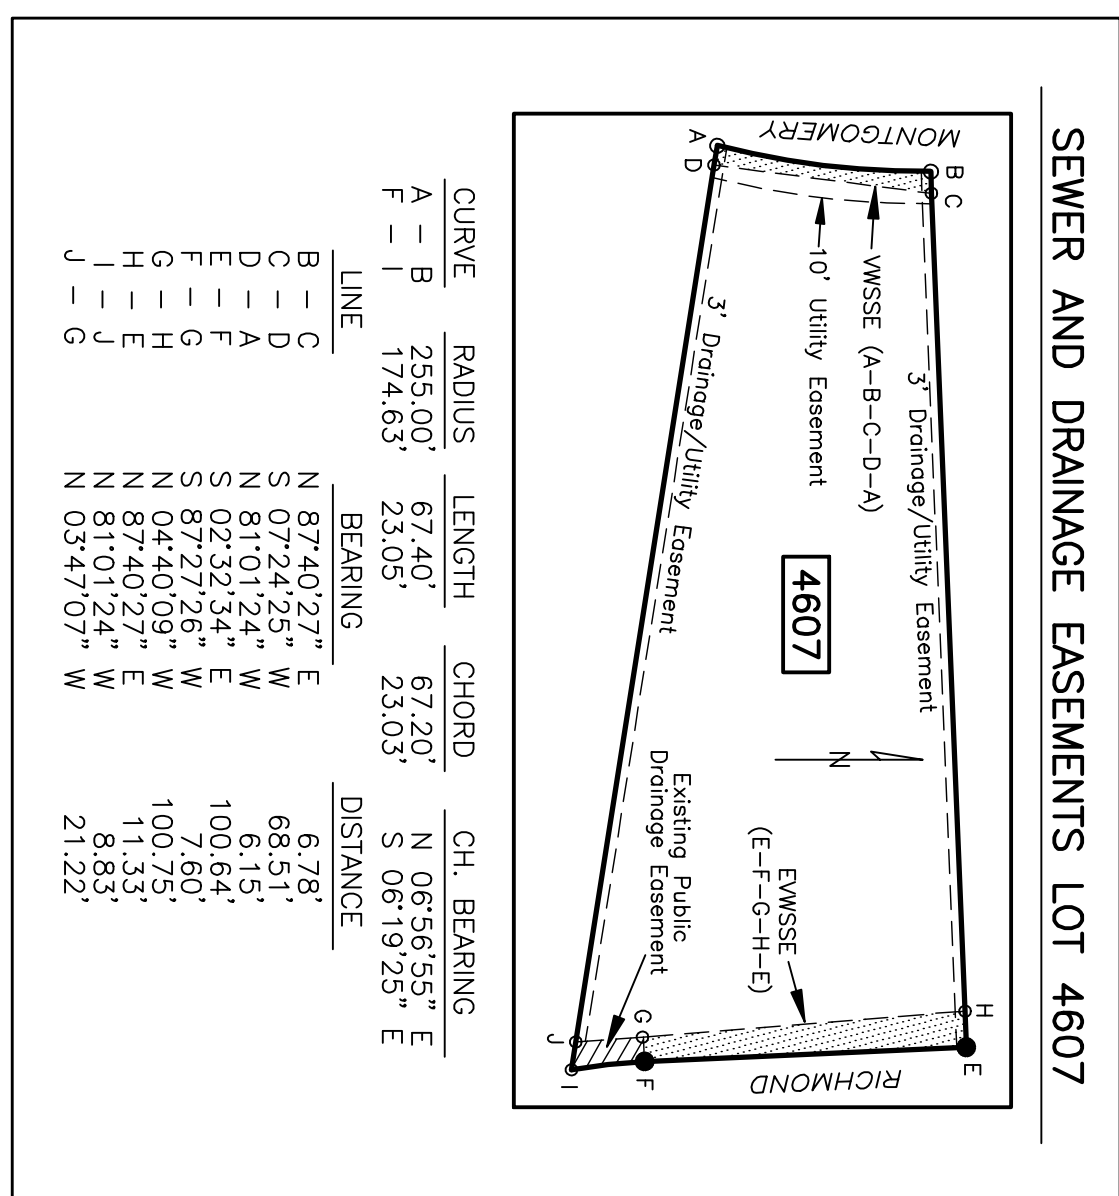 SEWER AND DRAINAGE EASEMENTS LOT 4607
MONTGOMERY
A
D
B
C
VWSSE (A-B-C-D-A)
10' Utility Easement
3' Drainage/Utility Easement
3' Drainage/Utility Easement
4607
N
EVWSSE
(E-F-G-H-E)
Existing Public
Drainage Easement
H
E
G
F
J
I
RICHMOND
CURVE RADIUS LENGTH CHORD CH. BEARING
A - B 255.00' 67.40' 67.20' N 06°56'55" E
F - I 174.63' 23.05' 23.03' S 06°19'25" E
LINE BEARING DISTANCE
B - C N 87°40'27" E 6.78'
C - D S 07°24'25" W 68.51'
D - A N 81°01'24" W 6.15'
E - F S 02°32'34" E 100.64'
F - G S 87°27'26" W 7.60'
G - H N 04°40'09" W 100.75'
H - E N 87°40'27" E 11.33'
I - J N 81°01'24" W 8.83'
J - G N 03°47'07" W 21.22'